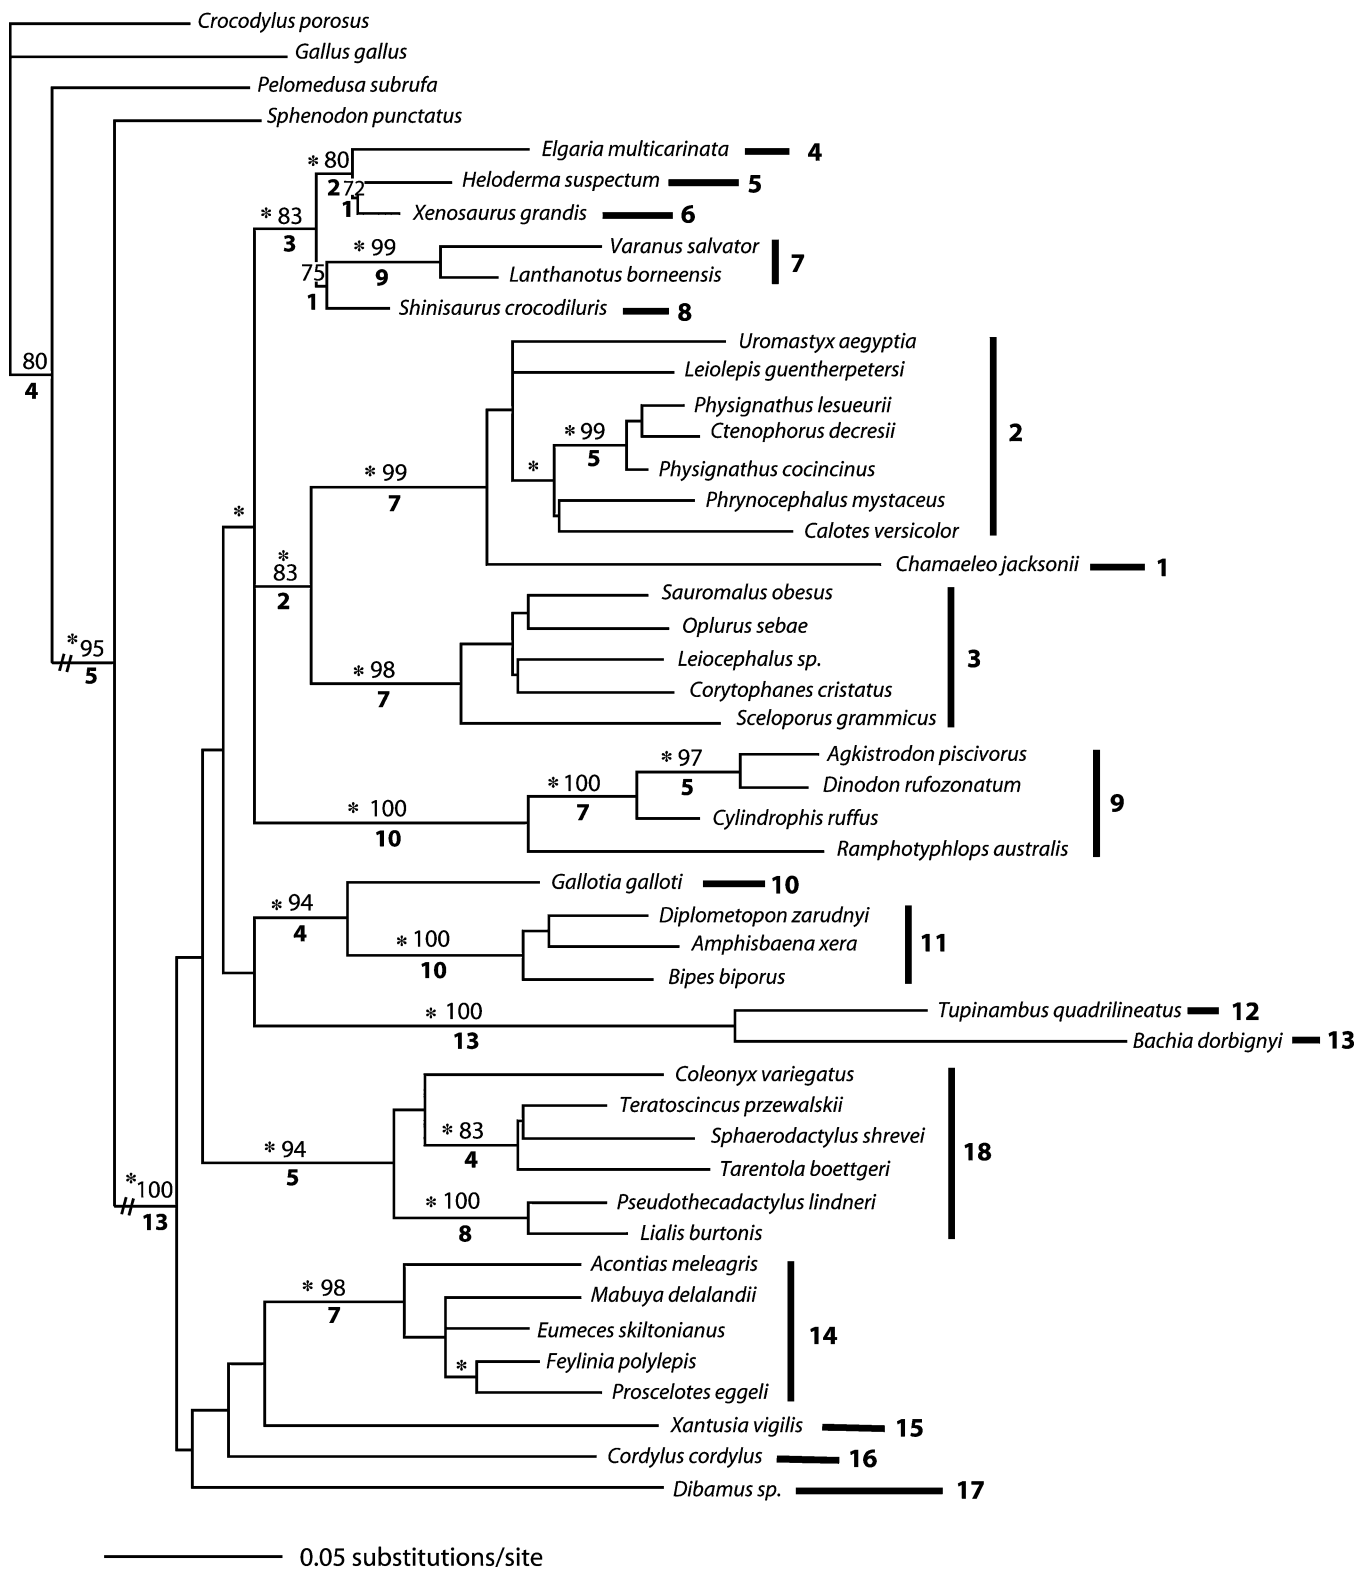 Crocodylus porosus
Gallus gallus
Pelomedusa subrufa
Sphenodon punctatus
Elgaria multicarinata 4
* 80
Heloderma suspectum 5
2 72
Xenosaurus grandis 6
1
* 83
3
Varanus salvator
* 99
7
Lanthanotus borneensis
9
75
1
Shinisaurus crocodiluris 8
Uromastyx aegyptia
80
4
Leiolepis guentherpetersi
Physignathus lesueurii
* 99
Ctenophorus decresii
2
5
*
Physignathus cocincinus
* 99
7
Phrynocephalus mystaceus
*
Calotes versicolor
*
83
2
Chamaeleo jacksonii 1
Sauromalus obesus
Oplurus sebae
* 95
5
Leiocephalus sp.
3
* 98
7
Corytophanes cristatus
Sceloporus grammicus
Agkistrodon piscivorus
* 97
5
Dinodon rufozonatum
* 100
7
9
Cylindrophis ruffus
* 100
10
Ramphotyphlops australis
Gallotia galloti 10
* 94
4
Diplometopon zarudnyi
* 100
10
Amphisbaena xera
11
Bipes biporus
* 100
13
Tupinambus quadrilineatus 12
Bachia dorbignyi 13
Coleonyx variegatus
Teratoscincus przewalskii
* 83
4
Sphaerodactylus shrevei
18
* 94
5
Tarentola boettgeri
*100
13
* 100
8
Pseudothecadactylus lindneri
Lialis burtonis
Acontias meleagris
* 98
7
Mabuya delalandii
Eumeces skiltonianus
14
*
Feylinia polylepis
Proscelotes eggeli
Xantusia vigilis 15
Cordylus cordylus 16
Dibamus sp. 17
0.05 substitutions/site